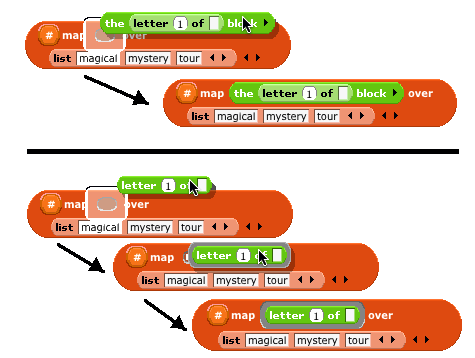 the letter 1 of block
# map over
list magical mystery tour
# map the letter 1 of block over
list magical mystery tour
letter 1 of
# map over
list magical mystery tour
letter 1 of
# map
list magical mystery tour
# map letter 1 of over
list magical mystery tour